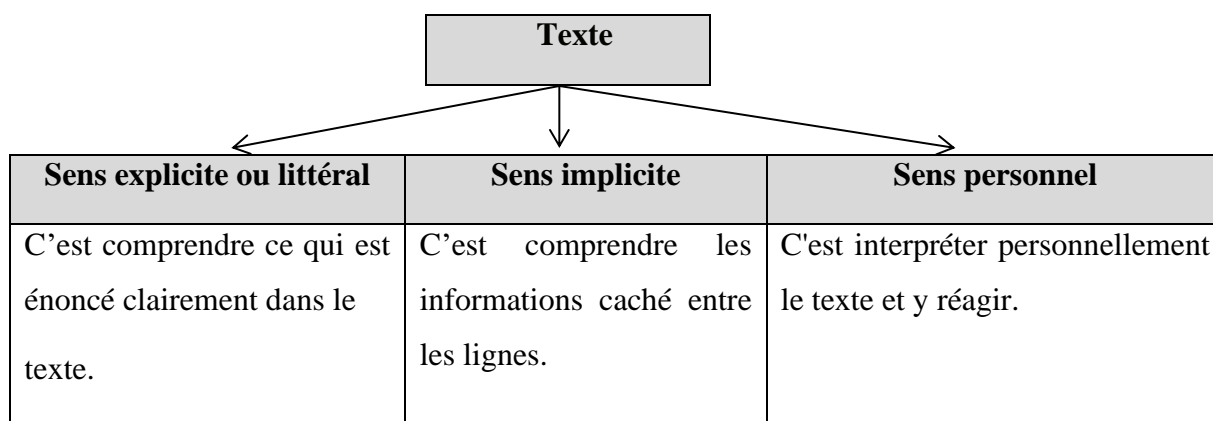 Texte
Sens explicite ou littéral
Sens implicite
Sens personnel
C’est comprendre ce qui est
énoncé clairement dans le
texte.
C’est comprendre les
informations caché entre
les lignes.
C'est interpréter personnellement
le texte et y réagir.